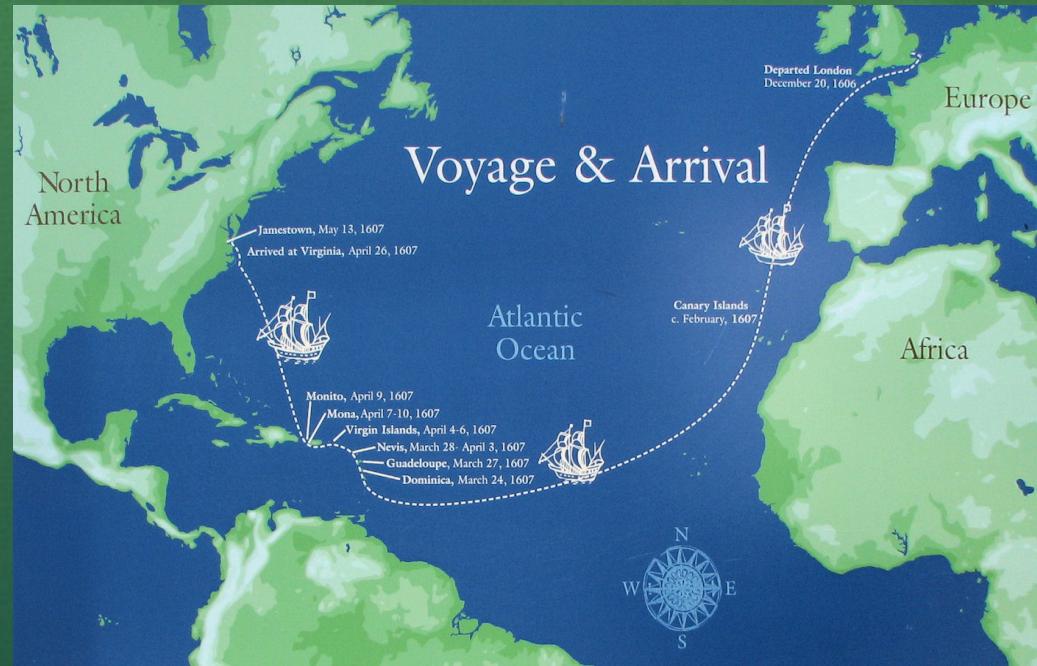 Departed London
December 20, 1606
Europe
Voyage & Arrival
North
America
Jamestown, May 13, 1607
Arrived at Virginia, April 26, 1607
Canary Islands
c. February, 1607
Atlantic
Ocean
Africa
Monito, April 9, 1607
Mona, April 7-10, 1607
Virgin Islands, April 4-6, 1607
Nevis, March 28- April 3, 1607
Guadeloupe, March 27, 1607
Dominica, March 24, 1607
N
W
E
S